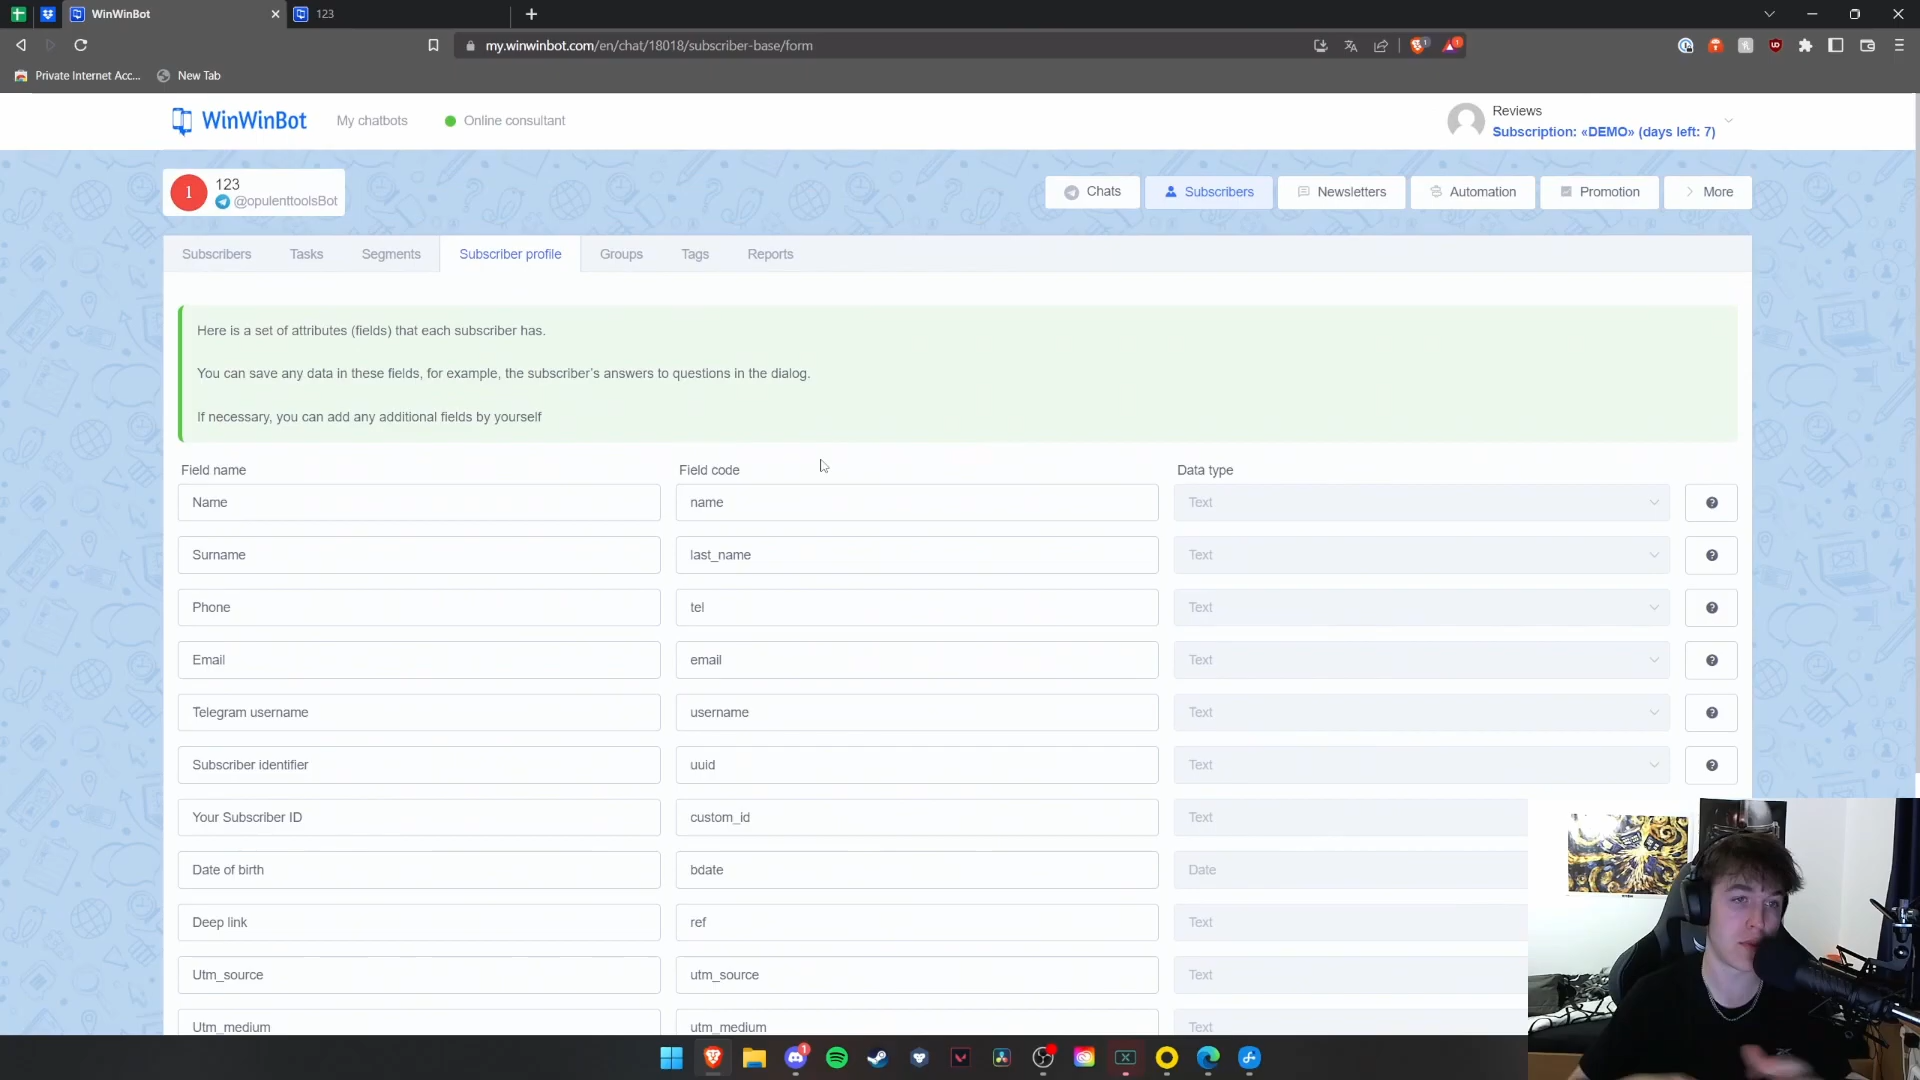 WinWinBot
123
my.winwinbot.com/en/chat/18018/subscriber-base/form
Private Internet Acc...
New Tab
WinWinBot
My chatbots
Online consultant
Reviews
Subscription: «DEMO» (days left: 7)
1
123
@opulenttoolsBot
Chats
Subscribers
Newsletters
Automation
Promotion
More
Subscribers
Tasks
Segments
Subscriber profile
Groups
Tags
Reports
Here is a set of attributes (fields) that each subscriber has.
You can save any data in these fields, for example, the subscriber's answers to questions in the dialog.
If necessary, you can add any additional fields by yourself
Field name
Field code
Data type
Name
name
Text
Surname
last_name
Text
Phone
tel
Text
Email
email
Text
Telegram username
username
Text
Subscriber identifier
uuid
Text
Your Subscriber ID
custom_id
Text
Date of birth
bdate
Date
Deep link
ref
Text
Utm_source
utm_source
Text
Utm_medium
utm_medium
Text